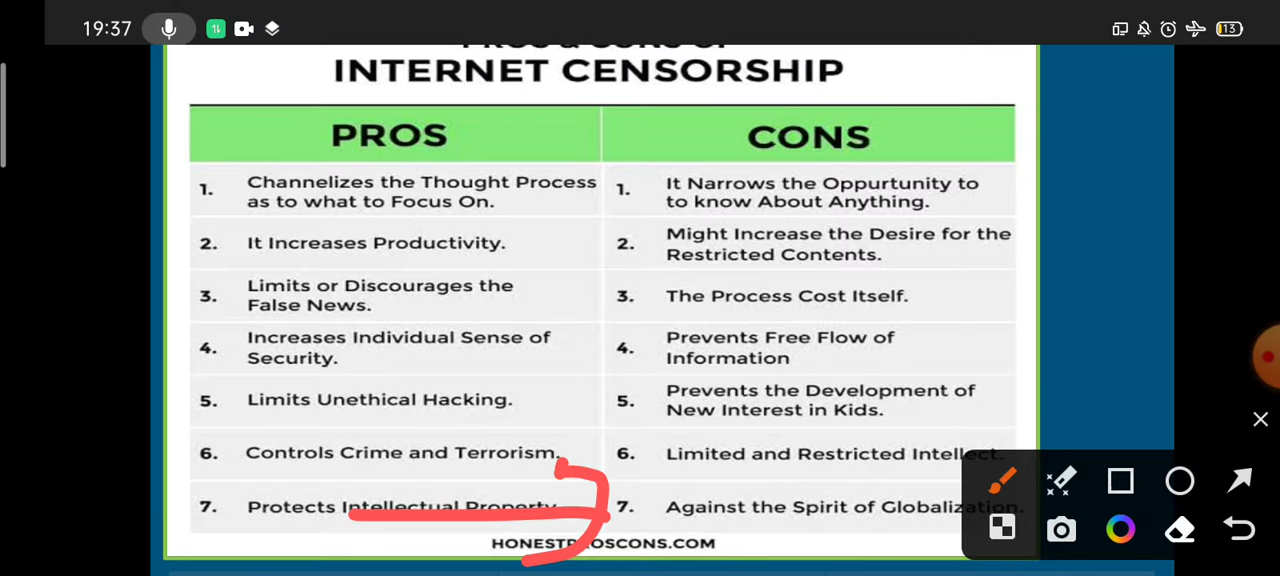 19:37
13
PROS & CONS OF
INTERNET CENSORSHIP
PROS
CONS
1. Channelizes the Thought Process
as to what to Focus On.
1. It Narrows the Oppurtunity to
to know About Anything.
2. It Increases Productivity.
2. Might Increase the Desire for the
Restricted Contents.
3. Limits or Discourages the
False News.
3. The Process Cost Itself.
4. Increases Individual Sense of
Security.
4. Prevents Free Flow of
Information
5. Limits Unethical Hacking.
5. Prevents the Development of
New Interest in Kids.
6. Controls Crime and Terrorism.
6. Limited and Restricted Intellect.
7. Protects Intellectual Property
7. Against the Spirit of Globalization.
HONESTPROSCONS.COM